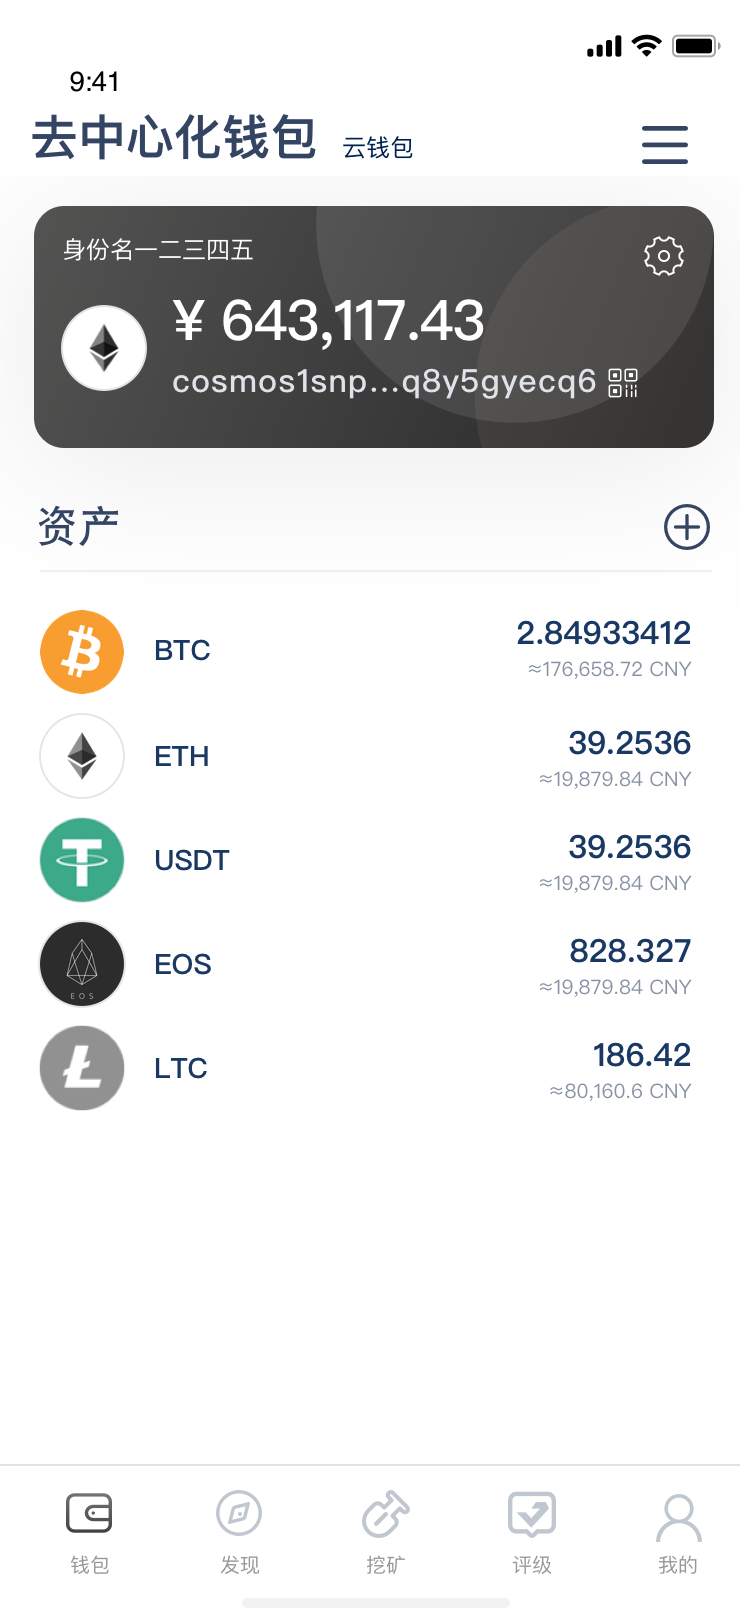 9:41
去中心化钱包 云钱包
身份名一二三四五
¥ 643,117.43
cosmos1snp...q8y5gyecq6
资产
BTC
2.84933412
≈176,658.72 CNY
ETH
39.2536
≈19,879.84 CNY
USDT
39.2536
≈19,879.84 CNY
EOS
EOS
828.327
≈19,879.84 CNY
LTC
186.42
≈80,160.6 CNY
钱包 发现 挖矿 评级 我的